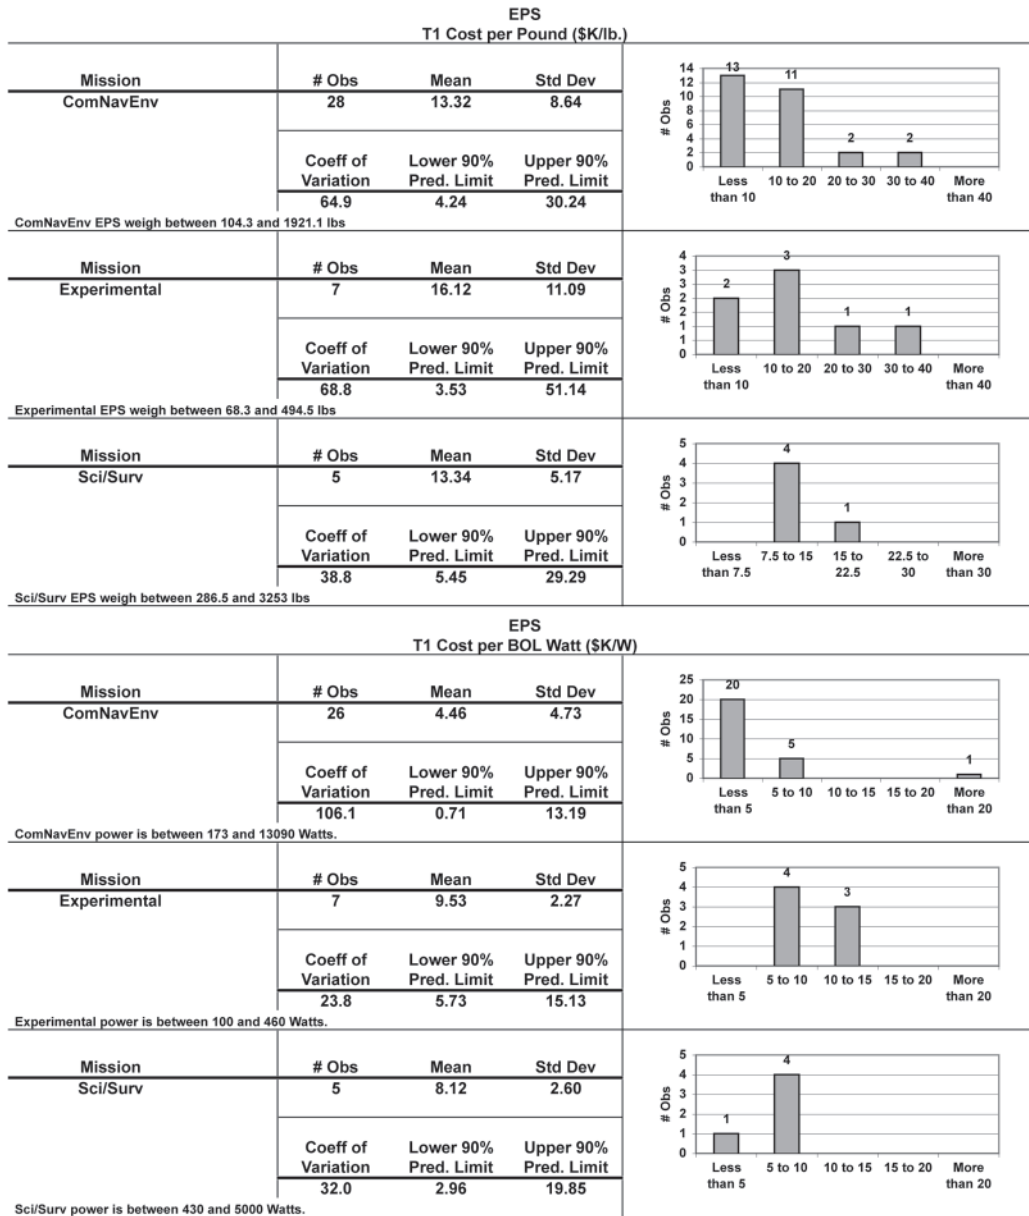 EPS
T1 Cost per Pound ($K/lb.)
Mission # Obs Mean Std Dev
ComNavEnv 28 13.32 8.64
Coeff of Lower 90% Upper 90%
Variation Pred. Limit Pred. Limit
64.9 4.24 30.24
ComNavEnv EPS weigh between 104.3 and 1921.1 lbs
# Obs
14
12
10
8
6
4
2
0
13 11 2 2
Less 10 to 20 20 to 30 30 to 40 More
than 10 than 40
Mission # Obs Mean Std Dev
Experimental 7 16.12 11.09
Coeff of Lower 90% Upper 90%
Variation Pred. Limit Pred. Limit
68.8 3.53 51.14
Experimental EPS weigh between 68.3 and 494.5 lbs
# Obs
4
3
3
2
2
1
1
0
2 3 1 1
Less 10 to 20 20 to 30 30 to 40 More
than 10 than 40
Mission # Obs Mean Std Dev
Sci/Surv 5 13.34 5.17
Coeff of Lower 90% Upper 90%
Variation Pred. Limit Pred. Limit
38.8 5.45 29.29
Sci/Surv EPS weigh between 286.5 and 3253 lbs
# Obs
5
4
3
2
1
0
4 1
Less 7.5 to 15 15 to 22.5 to More
than 7.5 22.5 30 than 30
EPS
T1 Cost per BOL Watt ($K/W)
Mission # Obs Mean Std Dev
ComNavEnv 26 4.46 4.73
Coeff of Lower 90% Upper 90%
Variation Pred. Limit Pred. Limit
106.1 0.71 13.19
ComNavEnv power is between 173 and 13090 Watts.
# Obs
25
20
15
10
5
0
20 5 1
Less 5 to 10 10 to 15 15 to 20 More
than 5 than 20
Mission # Obs Mean Std Dev
Experimental 7 9.53 2.27
Coeff of Lower 90% Upper 90%
Variation Pred. Limit Pred. Limit
23.8 5.73 15.13
Experimental power is between 100 and 460 Watts.
# Obs
5
4
3
2
1
0
4 3
Less 5 to 10 10 to 15 15 to 20 More
than 5 than 20
Mission # Obs Mean Std Dev
Sci/Surv 5 8.12 2.60
Coeff of Lower 90% Upper 90%
Variation Pred. Limit Pred. Limit
32.0 2.96 19.85
Sci/Surv power is between 430 and 5000 Watts.
# Obs
5
4
3
2
1
0
1 4
Less 5 to 10 10 to 15 15 to 20 More
than 5 than 20